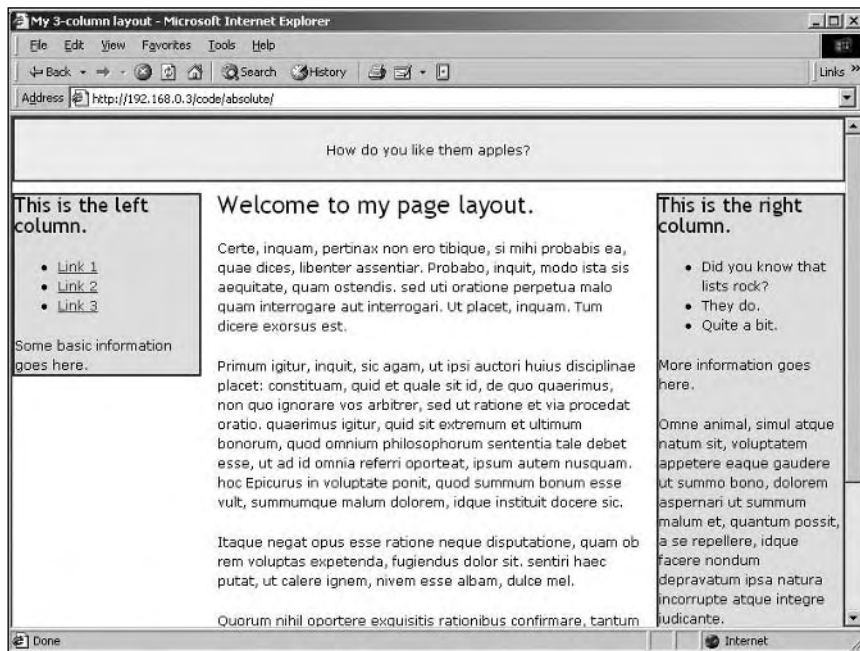 My 3-column layout - Microsoft Internet Explorer
File Edit View Favorites Tools Help
Back Search History Links »
Address http://192.168.0.3/code/absolute/
How do you like them apples?
This is the left
column.
• Link 1
• Link 2
• Link 3
Some basic information
goes here.
Welcome to my page layout.
Certe, inquam, pertinax non ero tibique, si mihi probabis ea,
quae dices, libenter assentiar. Probabo, inquit, modo ista sis
aequitate, quam ostendis. sed uti oratione perpetua malo
quam interrogare aut interrogari. Ut placet, inquam. Tum
dicere exorsus est.
Primum igitur, inquit, sic agam, ut ipsi auctori huius disciplinae
placet: constituam, quid et quale sit id, de quo quaerimus,
non quo ignorare vos arbitrer, sed ut ratione et via procedat
oratio. quaerimus igitur, quid sit extremum et ultimum
bonorum, quod omnium philosophorum sententia tale debet
esse, ut ad id omnia referri oporteat, ipsum autem nusquam.
hoc Epicurus in voluptate ponit, quod summum bonum esse
vult, summumque malum dolorem, idque instituit docere sic.
Itaque negat opus esse ratione neque disputatione, quam ob
rem voluptas expetenda, fugiendus dolor sit. sentiri haec
putat, ut calere ignem, nivem esse albam, dulce mel.
Quorum nihil oportere exquisitis rationibus confirmare, tantum
This is the right
column.
• Did you know that
lists rock?
• They do.
• Quite a bit.
More information goes
here.
Omne animal, simul atque
natum sit, voluptatem
appetere eaque gaudere
ut summo bono, dolorem
aspernari ut summum
malum et, quantum possit,
a se repellere, idque
facere nondum
depravatum ipsa natura
incorrupte atque integre
iudicante.
Done Internet